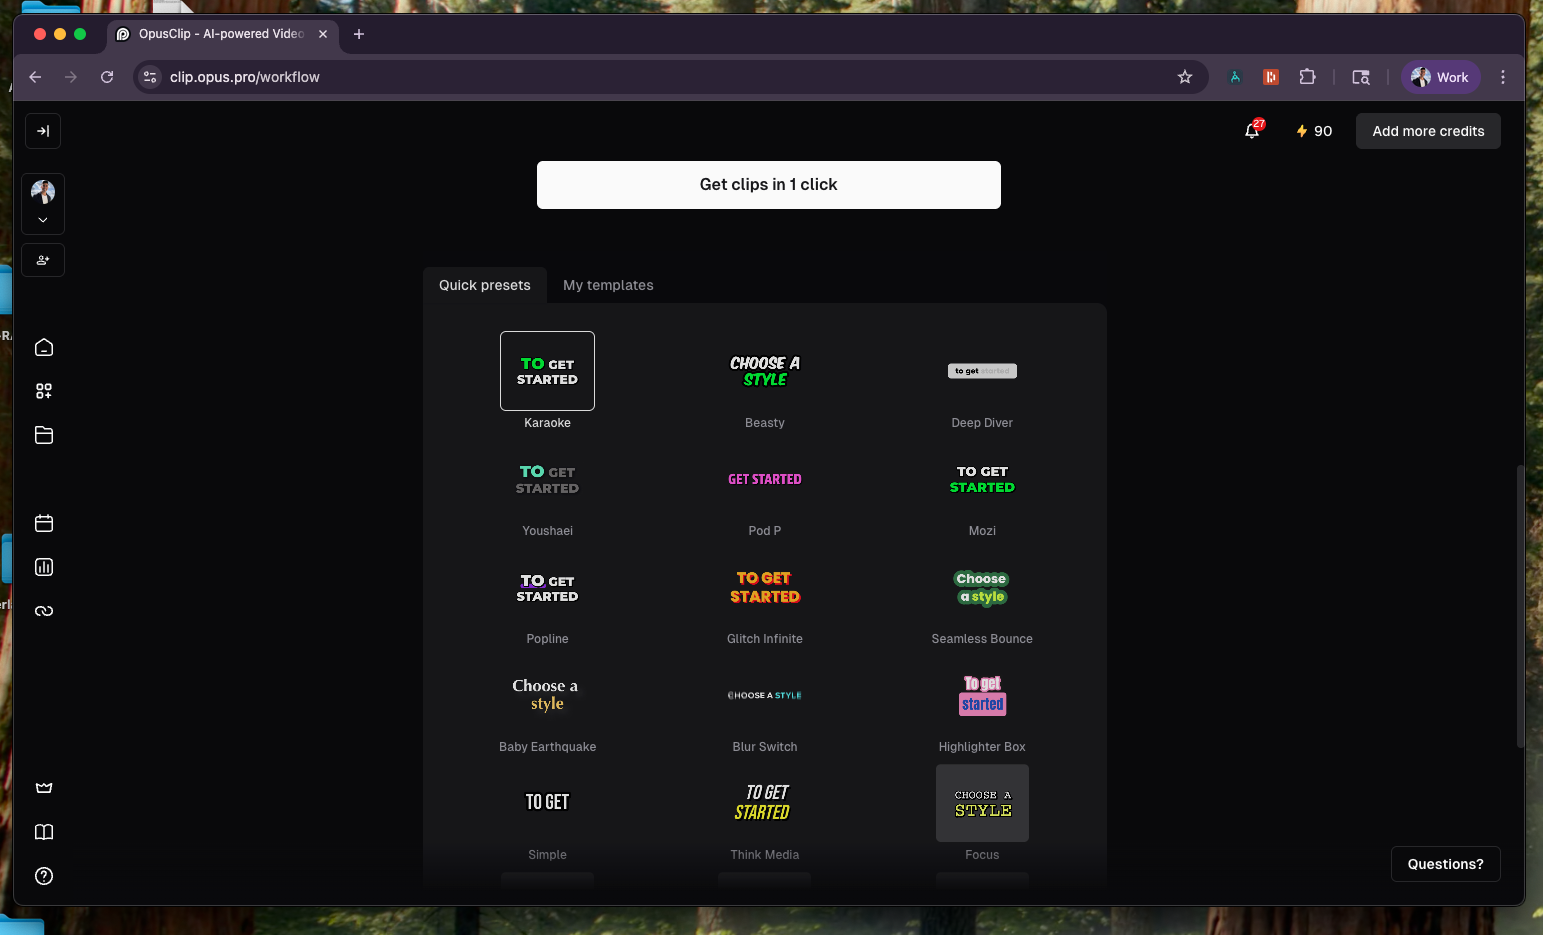 OpusClip - AI-powered Video
clip.opus.pro/workflow
Work
27
90
Add more credits
Get clips in 1 click
Quick presets
My templates
TO GET
STARTED
Karaoke
CHOOSE A
STYLE
Beasty
to get started
Deep Diver
TO GET
STARTED
Youshaei
GET STARTED
Pod P
TO GET
STARTED
Mozi
TO GET
STARTED
Popline
TO GET
STARTED
Glitch Infinite
Choose
a style
Seamless Bounce
Choose a
style
Baby Earthquake
CHOOSE A STYLE
Blur Switch
To get
started
Highlighter Box
TO GET
Simple
TO GET
STARTED
Think Media
CHOOSE A
STYLE
Focus
Questions?